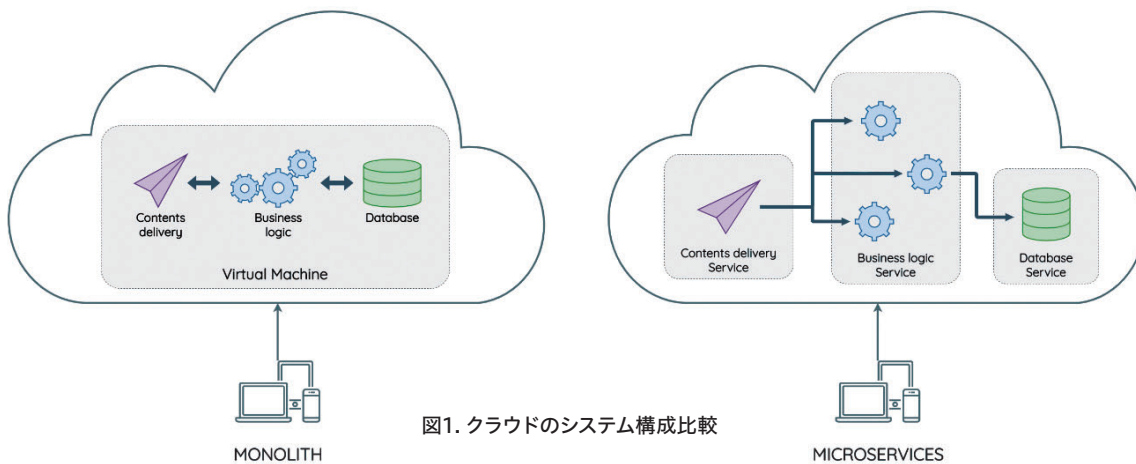 Contents
delivery
Business
logic
Database
Virtual Machine
MONOLITH
Contents delivery
Service
Business logic
Service
Database
Service
MICROSERVICES
図1. クラウドのシステム構成比較